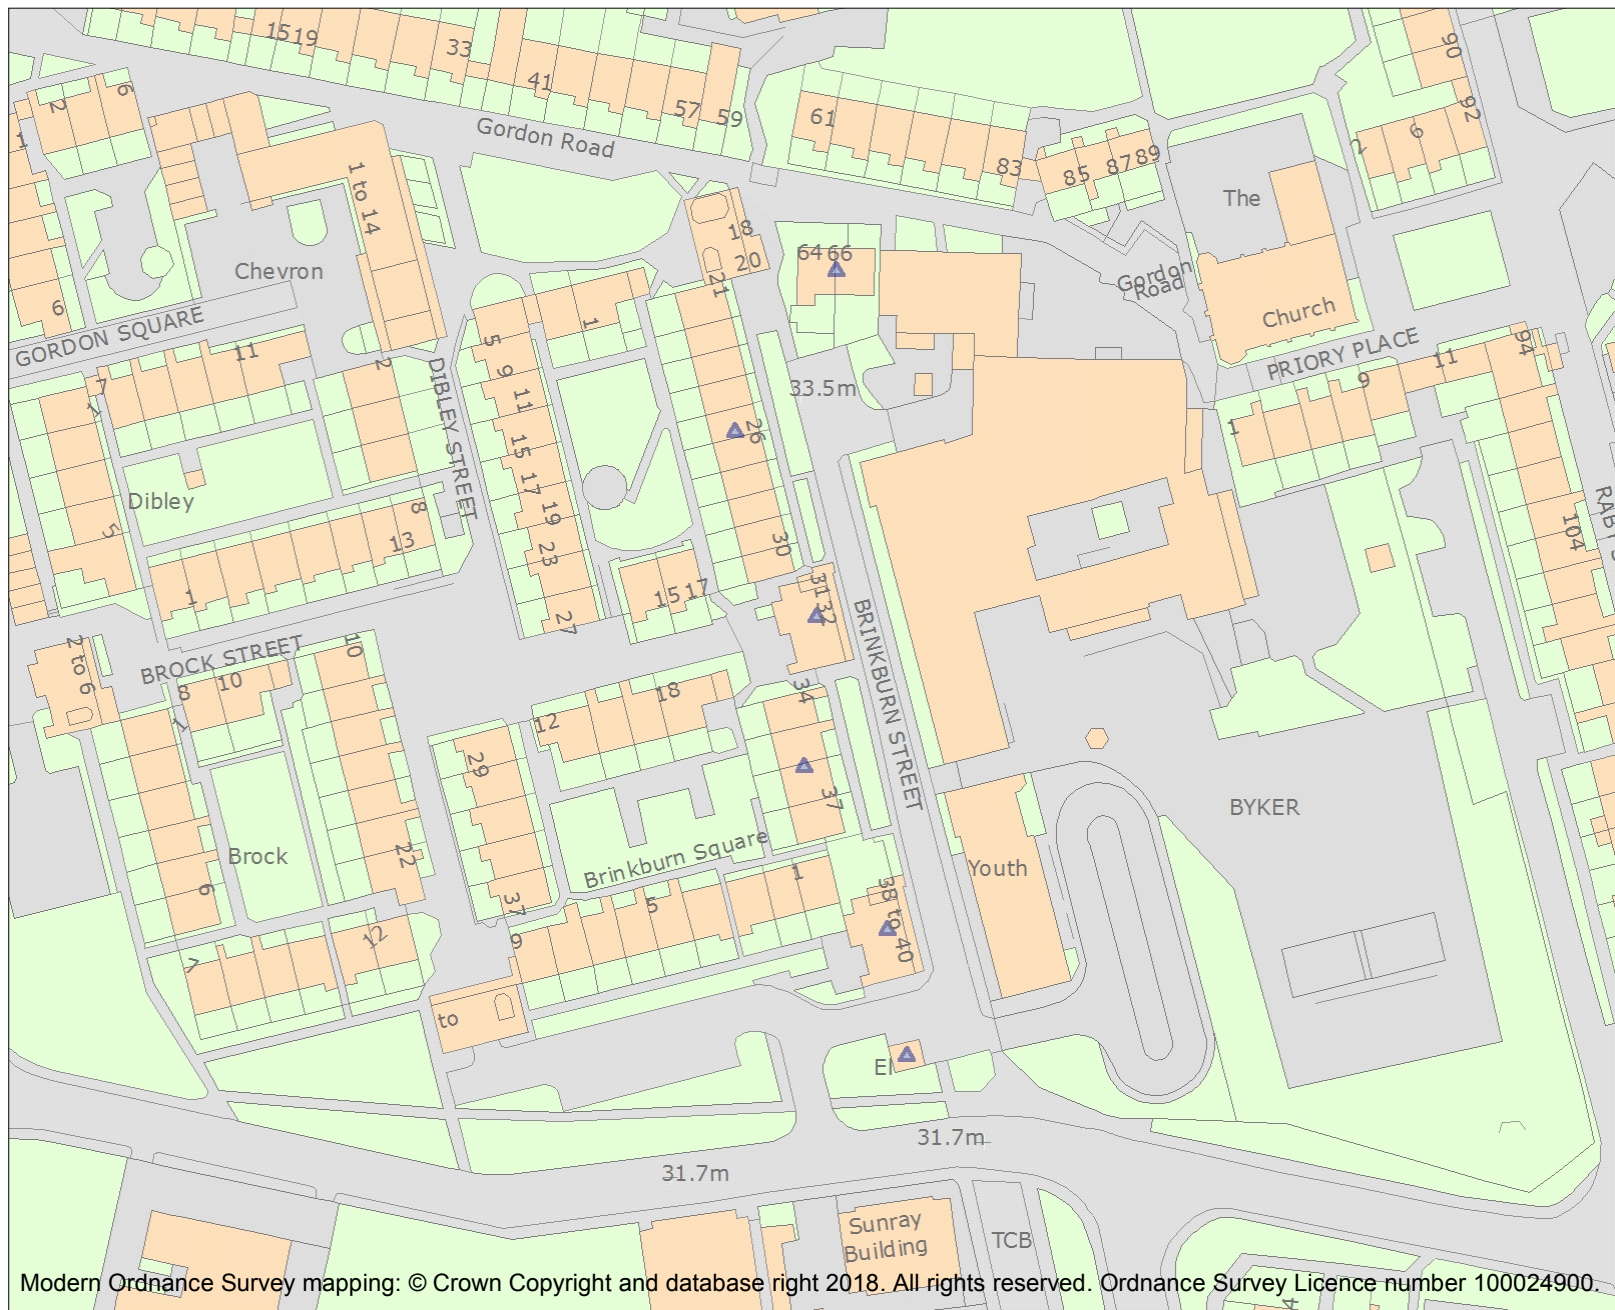 15 19
33
41
57
59
Gordon Road
61
83
85
87
89
90
92
2
6
The
Church
Gordon
Road
PRIORY PLACE
1
9
11
94
104
2
6
1
6
1 to 14
Chevron
GORDON SQUARE
18
20
21
64 66
33.5m
7
1
11
2
DIBLEY STREET
5
9
11
15
17
19
23
27
1
26
30
Dibley
5
8
13
1
15 17
31
32
BRINKBURN STREET
BROCK STREET
2 to 6
8
10
1
10
12
18
34
29
37
Brinkburn Square
Brock
22
6
37
9
5
1
38 to 40
7
12
to
Youth
BYKER
El
31.7m
31.7m
Sunray
Building
TCB
4
Modern Ordnance Survey mapping: © Crown Copyright and database right 2018. All rights reserved. Ordnance Survey Licence number 100024900.